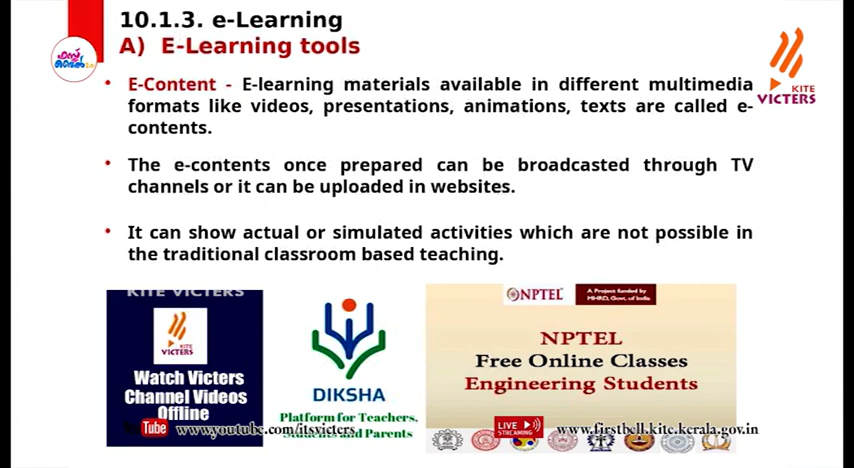 10.1.3. e-Learning
A) E-Learning tools
ഫസ്റ്റ്
ബെൽ 2.0
KITE
VICTERS
• E-Content - E-learning materials available in different multimedia
formats like videos, presentations, animations, texts are called e-
contents.
• The e-contents once prepared can be broadcasted through TV
channels or it can be uploaded in websites.
• It can show actual or simulated activities which are not possible in
the traditional classroom based teaching.
KITE VICTERS
KITE
VICTERS
Watch Victers
Channel Videos
Offline
DIKSHA
Platform for Teachers,
Students and Parents
NPTEL
A Project funded by
MHRD, Govt. of India
NPTEL
Free Online Classes
Engineering Students
YouTube www.youtube.com/itsvicters
LIVE
STREAMING
www.firstbell.kite.kerala.gov.in